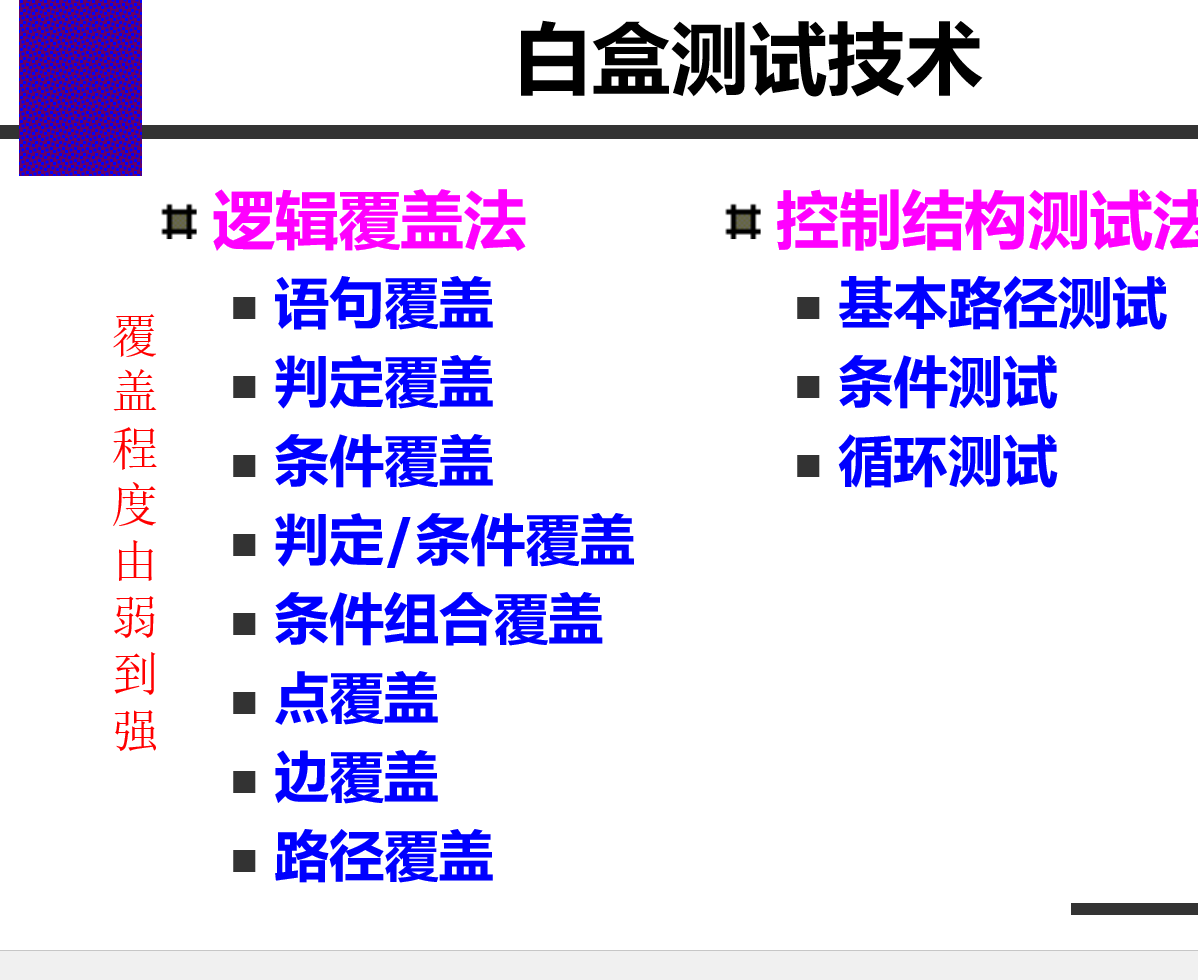 白盒测试技术
逻辑覆盖法
语句覆盖
判定覆盖
条件覆盖
判定/条件覆盖
条件组合覆盖
点覆盖
边覆盖
路径覆盖
覆盖程度由弱到强
控制结构测试法
基本路径测试
条件测试
循环测试